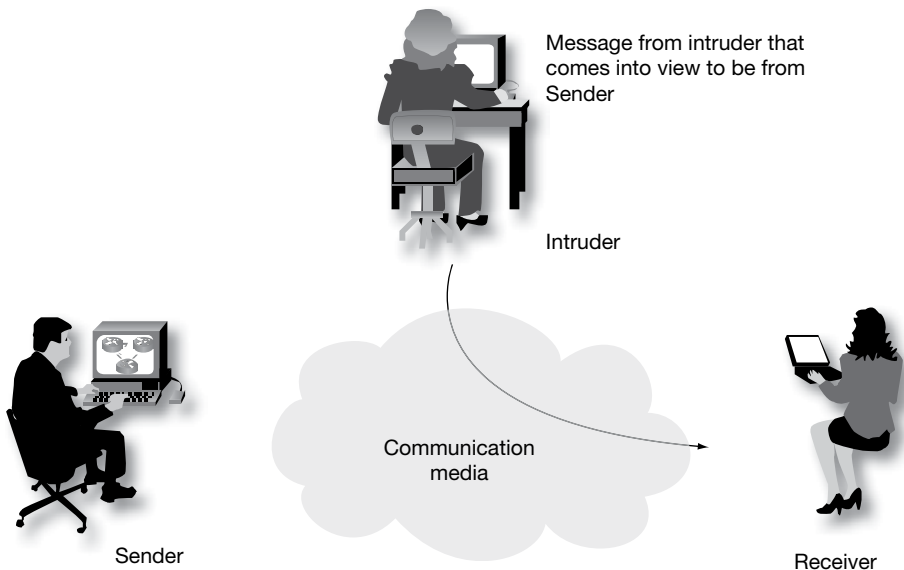 Message from intruder that
comes into view to be from
Sender
Intruder
Communication
media
Sender
Receiver